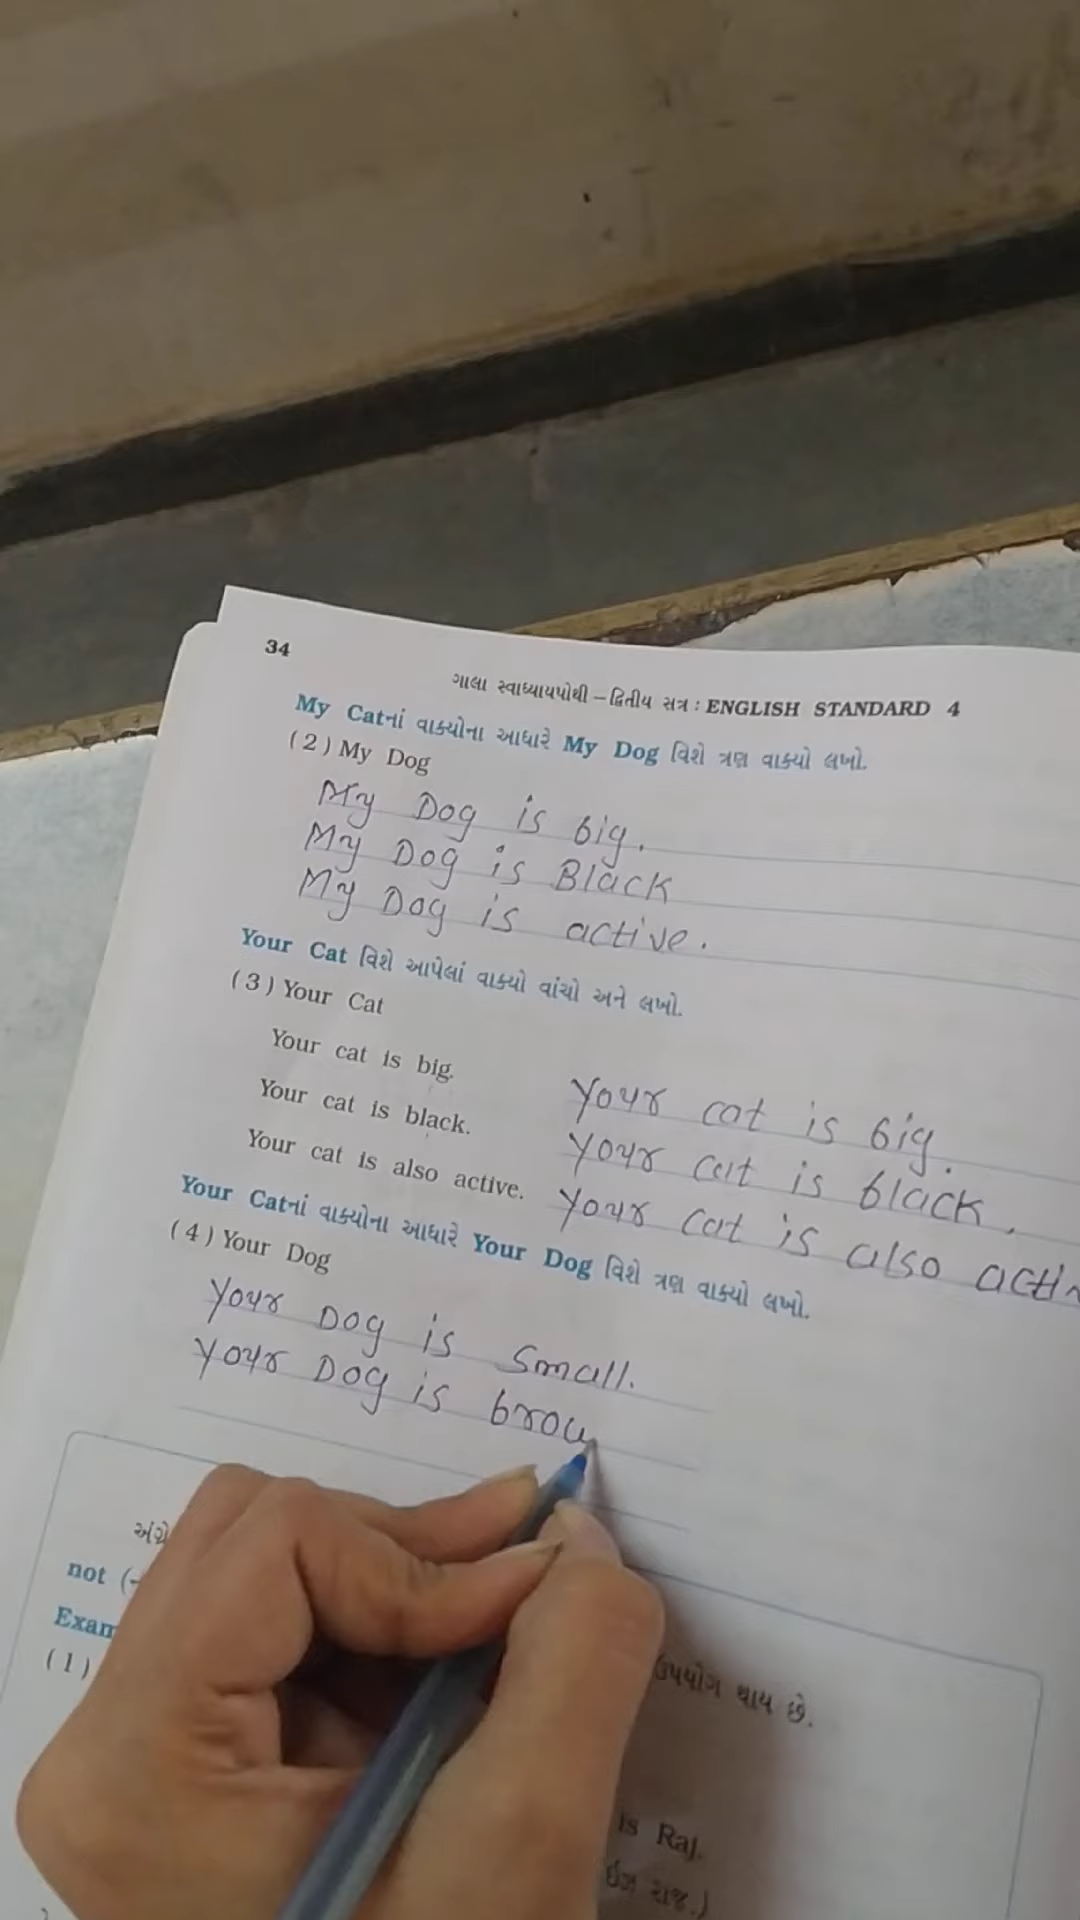 34
ગાલા સ્વાધ્યાયપોથી – દ્વિતીય સત્ર : ENGLISH STANDARD 4
My Catનાં વાક્યોના આધારે My Dog વિશે ત્રણ વાક્યો લખો.
(2) My Dog
My Dog is big.
My Dog is Black
My Dog is active.
Your Cat વિશે આપેલાં વાક્યો વાંચો અને લખો.
(3) Your Cat
Your cat is big. Your cat is big.
Your cat is black. Your cat is black.
Your cat is also active. Your cat is also acti
Your Catનાં વાક્યોના આધારે Your Dog વિશે ત્રણ વાક્યો લખો.
(4) Your Dog
Your Dog is Small.
Your Dog is brou
અંગ્રે
not (- ઉપયોગ થાય છે.
Exam
(1)
is Raj.
ઇઝ રાજ.)